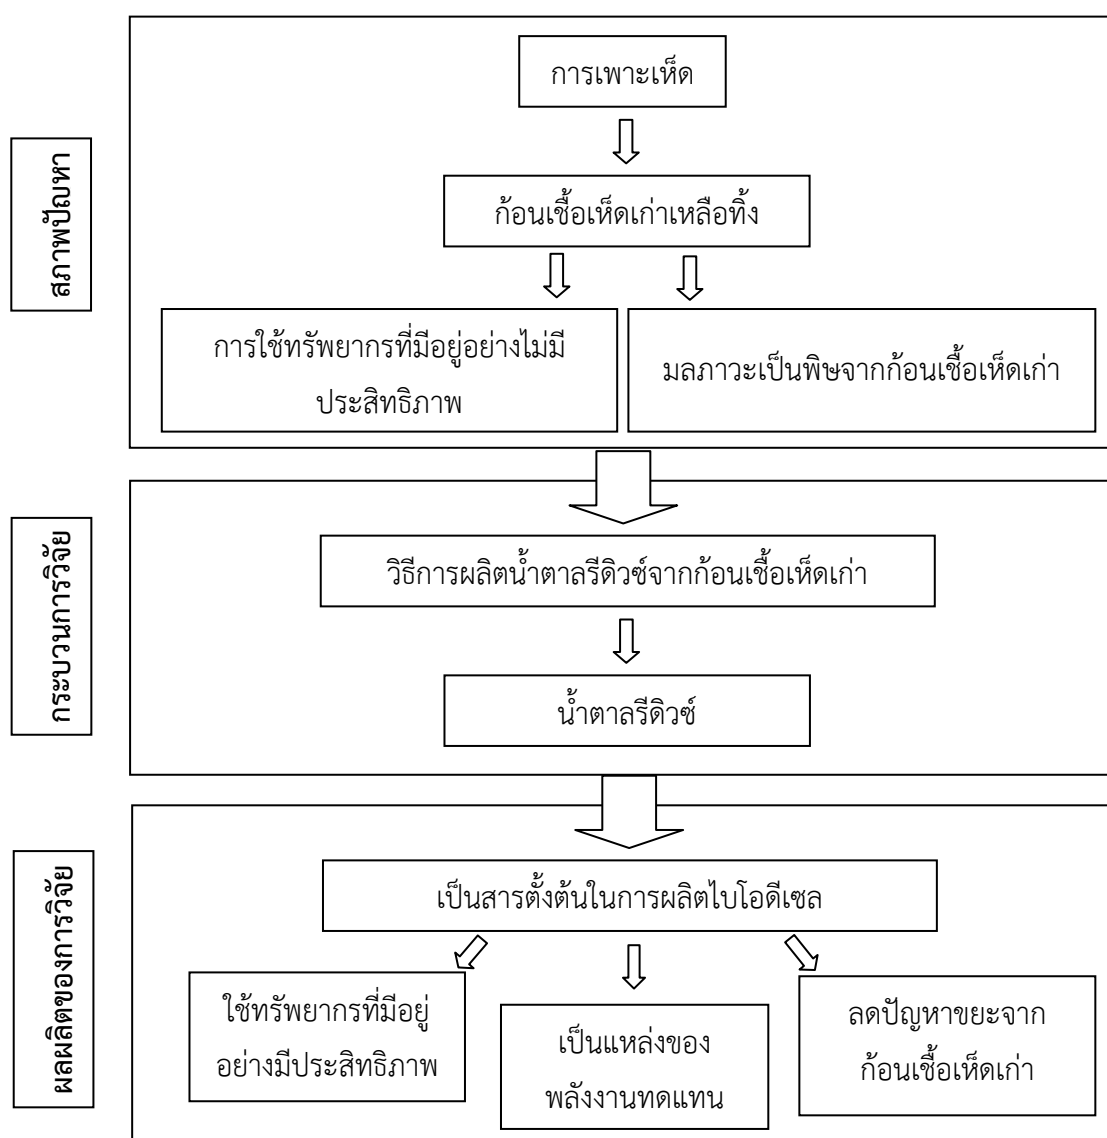 สภาพปัญหา
การเพาะเห็ด
ก้อนเชื้อเห็ดเก่าเหลือทิ้ง
การใช้ทรัพยากรที่มีอยู่อย่างไม่มี
ประสิทธิภาพ
มลภาวะเป็นพิษจากก้อนเชื้อเห็ดเก่า
กระบวนการวิจัย
วิธีการผลิตน้ำตาลรีดิวซ์จากก้อนเชื้อเห็ดเก่า
น้ำตาลรีดิวซ์
ผลผลิตของการวิจัย
เป็นสารตั้งต้นในการผลิตไบโอดีเซล
ใช้ทรัพยากรที่มีอยู่
อย่างมีประสิทธิภาพ
เป็นแหล่งของ
พลังงานทดแทน
ลดปัญหาขยะจาก
ก้อนเชื้อเห็ดเก่า